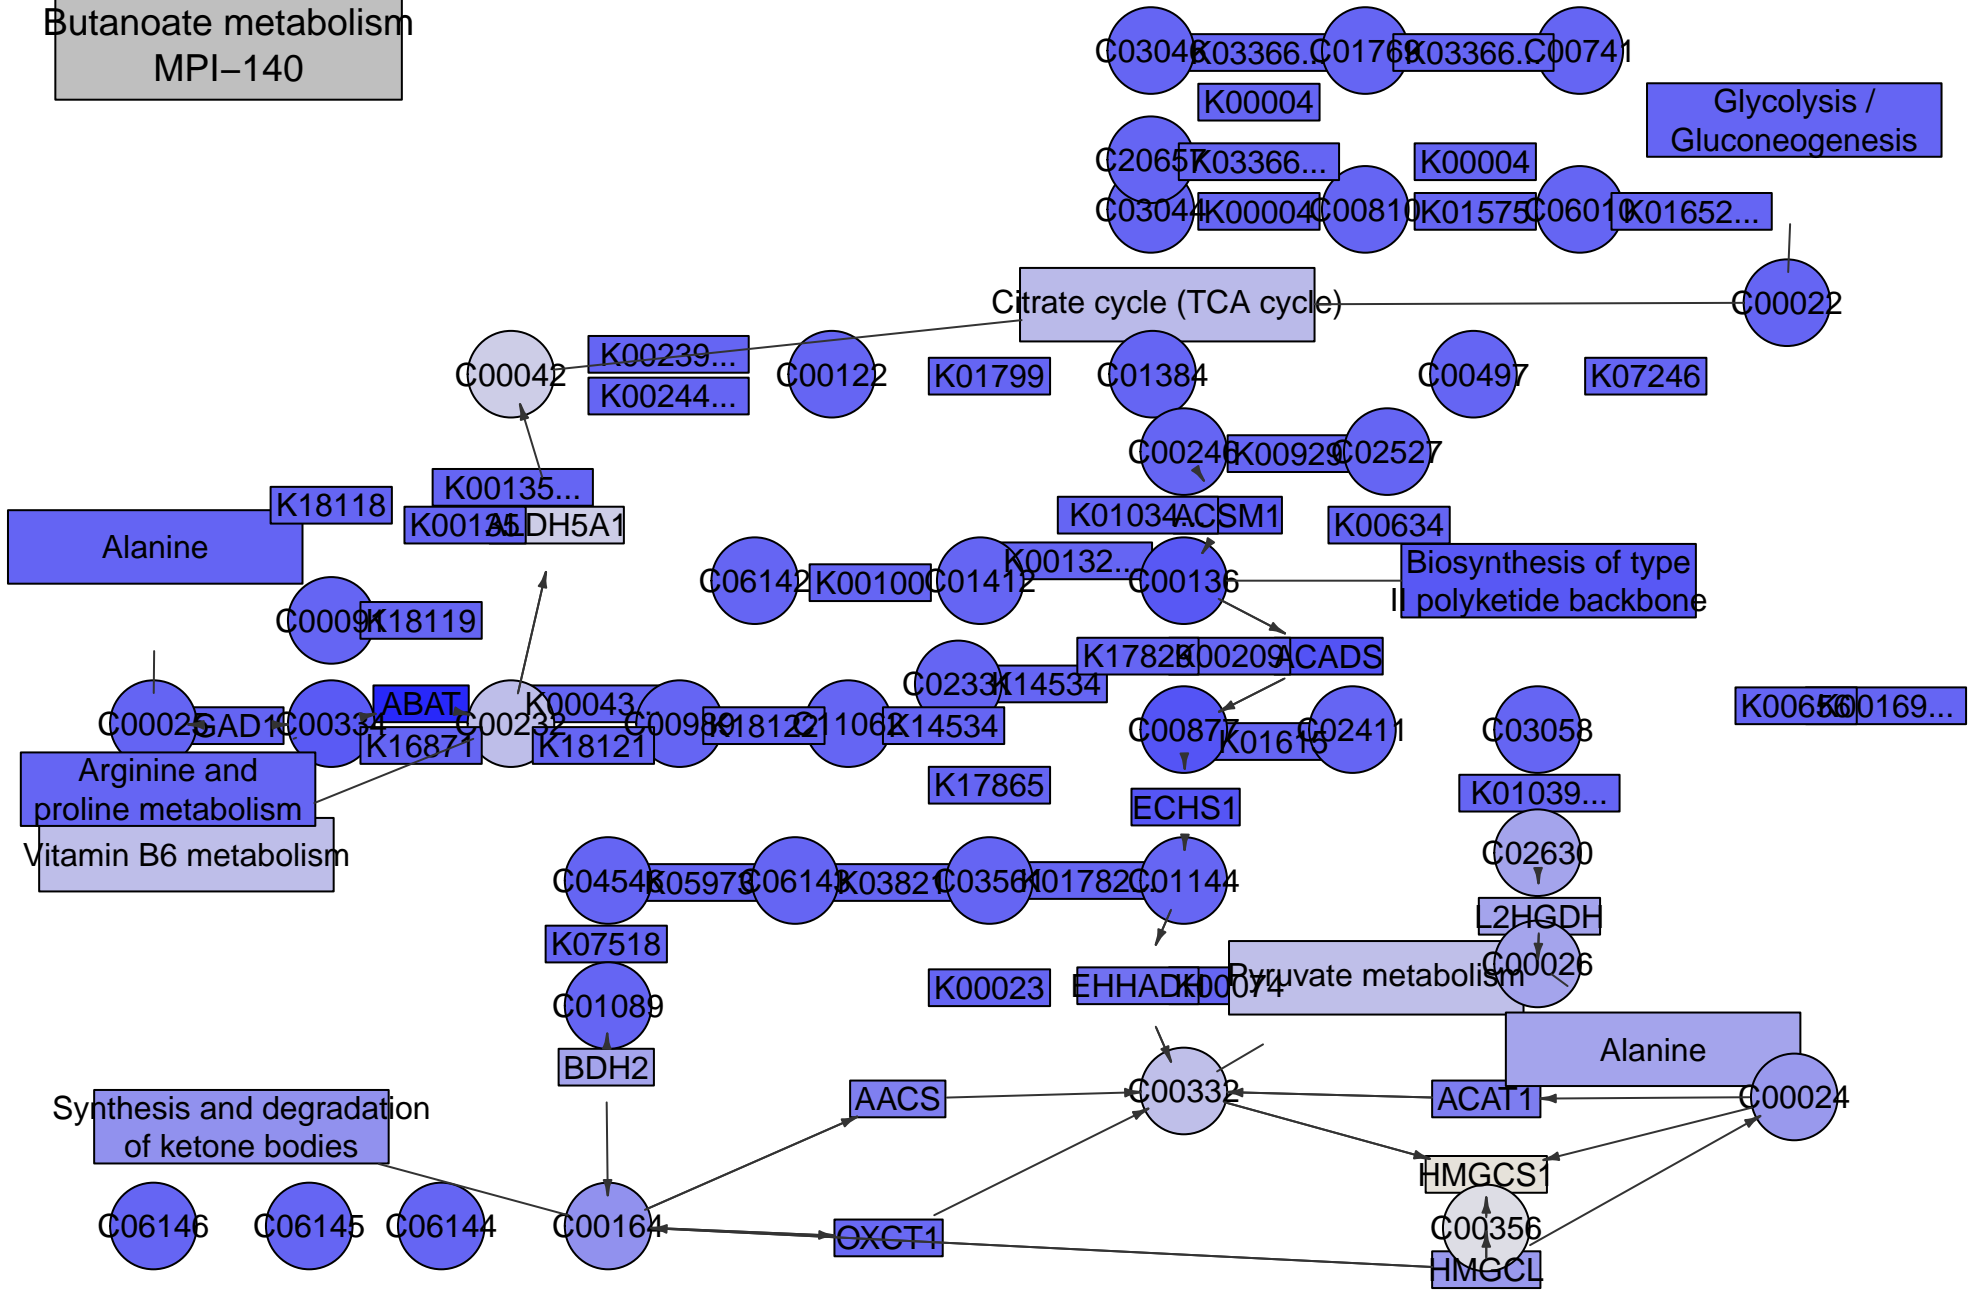 Butanoate metabolism
MPI−140
C03046
K03366...
C01769
K03366...
C00741
K00004
Glycolysis /
Gluconeogenesis
C20657
K03366...
K00004
C03044
K00004
C00810
K01575
C06010
K01652...
Citrate cycle (TCA cycle)
C00022
C00042
K00239...
K00244...
C00122
K01799
C01384
C00497
K07246
C00246
K00929
C02527
K18118
K00135...
K00135
ALDH5A1
K01034...
ACSM1
K00634
Alanine
C06142
K00100
C01412
K00132...
C00136
Biosynthesis of type
II polyketide backbone
C00091
K18119
C02331
K14534
K17829
K00209
ACADS
C00025
GAD1
C00334
ABAT
K16871
C00232
K00043...
K18121
C00989
K18122
C11062
K14534
C00877
K01615
C02411
C03058
K00656
K00169...
Arginine and
proline metabolism
K17865
ECHS1
K01039...
Vitamin B6 metabolism
C02630
C04546
K05973
C06143
K03821
C03561
K01782...
C01144
L2HGDH
K07518
C00026
Pyruvate metabolism
K00023
EHHADH
K00074
C01089
BDH2
Alanine
Synthesis and degradation
of ketone bodies
AACS
C00332
ACAT1
C00024
HMGCS1
C06146
C06145
C06144
C00164
OXCT1
C00356
HMGCL